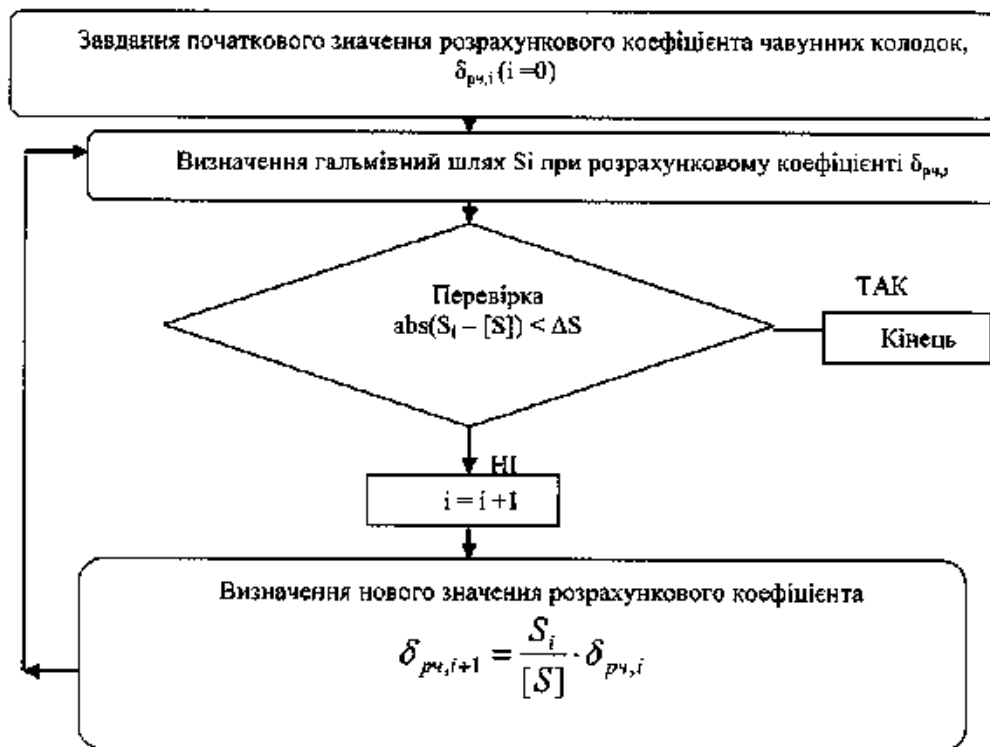 Завдання початкового значення розрахункового коефіцієнта чавунних колодок,
δрч,i (i =0)
Визначення гальмівний шлях Si при розрахунковому коефіцієнті δрч,i
Перевірка
abs(Si – [S]) < ΔS
ТАК
Кінець
НІ
i = i +1
Визначення нового значення розрахункового коефіцієнта
δрч,i+1 = Si / [S] · δрч,i